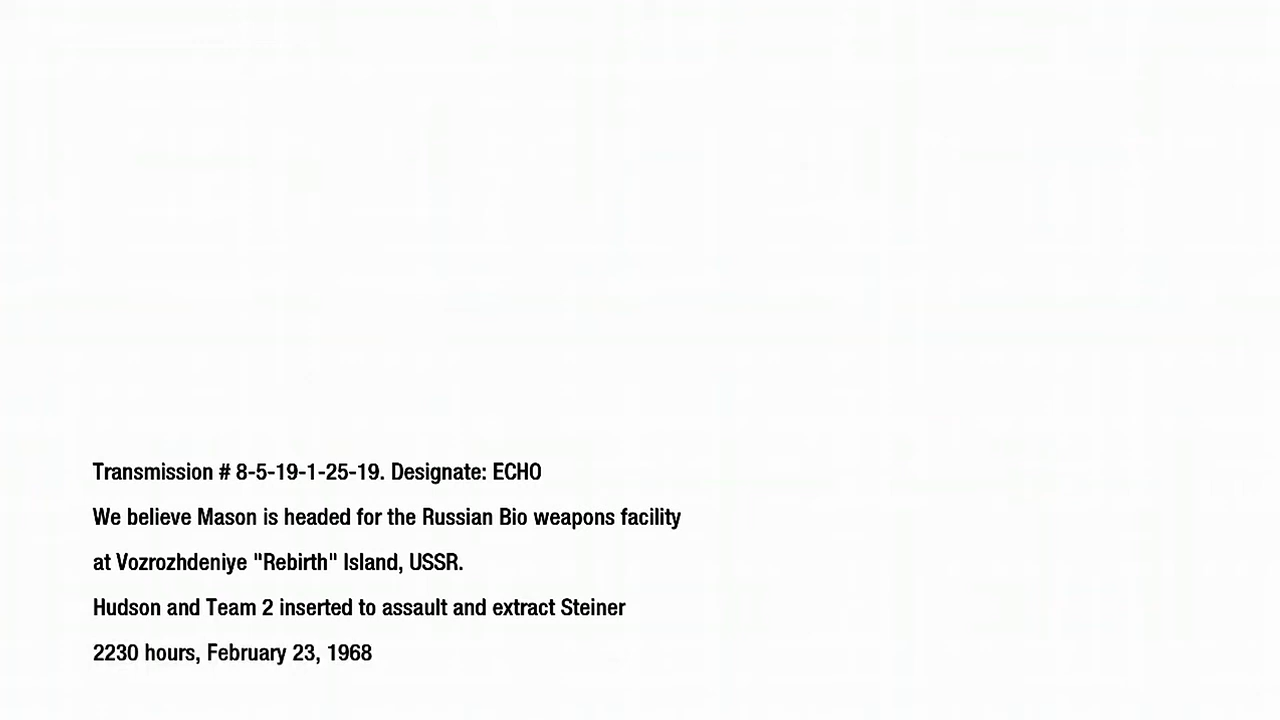 Transmission # 8-5-19-1-25-19. Designate: ECHO
We believe Mason is headed for the Russian Bio weapons facility
at Vozrozhdeniye "Rebirth" Island, USSR.
Hudson and Team 2 inserted to assault and extract Steiner
2230 hours, February 23, 1968